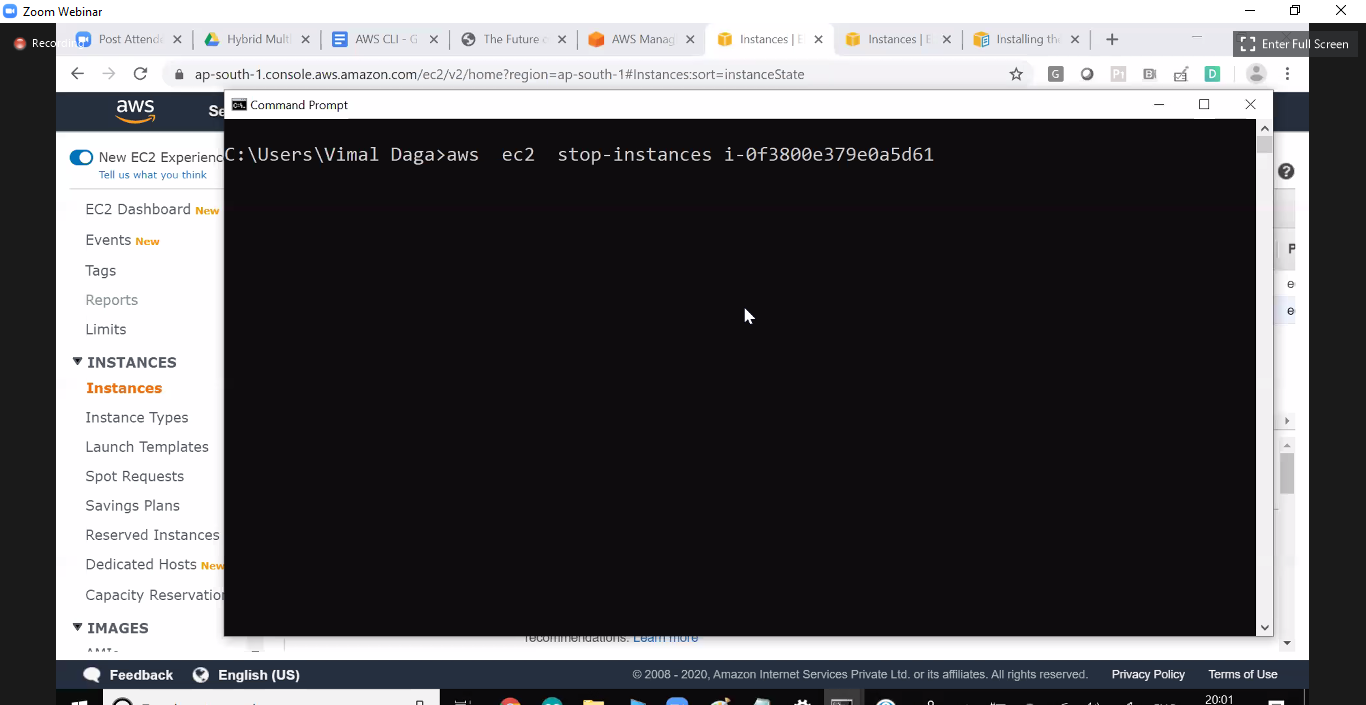 Zoom Webinar
Recording
Post Attend
Hybrid Mult
AWS CLI - G
The Future o
AWS Manag
Instances | E
Instances | E
Installing the
Enter Full Screen
ap-south-1.console.aws.amazon.com/ec2/v2/home?region=ap-south-1#Instances:sort=instanceState
aws
Se
Command Prompt
C:\Users\Vimal Daga>aws  ec2  stop-instances i-0f3800e379e0a5d61
New EC2 Experienc
Tell us what you think
EC2 Dashboard New
Events New
Tags
Reports
Limits
INSTANCES
Instances
Instance Types
Launch Templates
Spot Requests
Savings Plans
Reserved Instances
Dedicated Hosts New
Capacity Reservation
IMAGES
AMIs
recommendations. Learn more
Feedback
English (US)
© 2008 - 2020, Amazon Internet Services Private Ltd. or its affiliates. All rights reserved.
Privacy Policy
Terms of Use
20:01